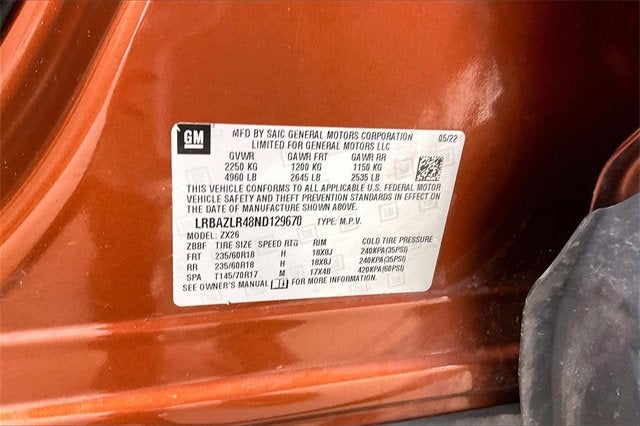 GM
MFD BY SAIC GENERAL MOTORS CORPORATION 05/22
LIMITED FOR GENERAL MOTORS LLC
GVWR GAWR FRT GAWR RR
2250 KG 1200 KG 1150 KG
4960 LB 2645 LB 2535 LB
THIS VEHICLE CONFORMS TO ALL APPLICABLE U.S. FEDERAL MOTOR
VEHICLE SAFETY AND THEFT PREVENTION STANDARDS IN EFFECT ON
THE DATE OF MANUFACTURE SHOWN ABOVE.
LRBAZLR48ND129670 TYPE: M.P.V.
MODEL: ZX26
ZBBF TIRE SIZE SPEED RTG RIM COLD TIRE PRESSURE
FRT 235/60R18 H 18X8J 240KPA(35PSI)
RR 235/60R18 H 18X8J 240KPA(35PSI)
SPA T145/70R17 M 17X4B 420KPA(60PSI)
SEE OWNER'S MANUAL FOR MORE INFORMATION.